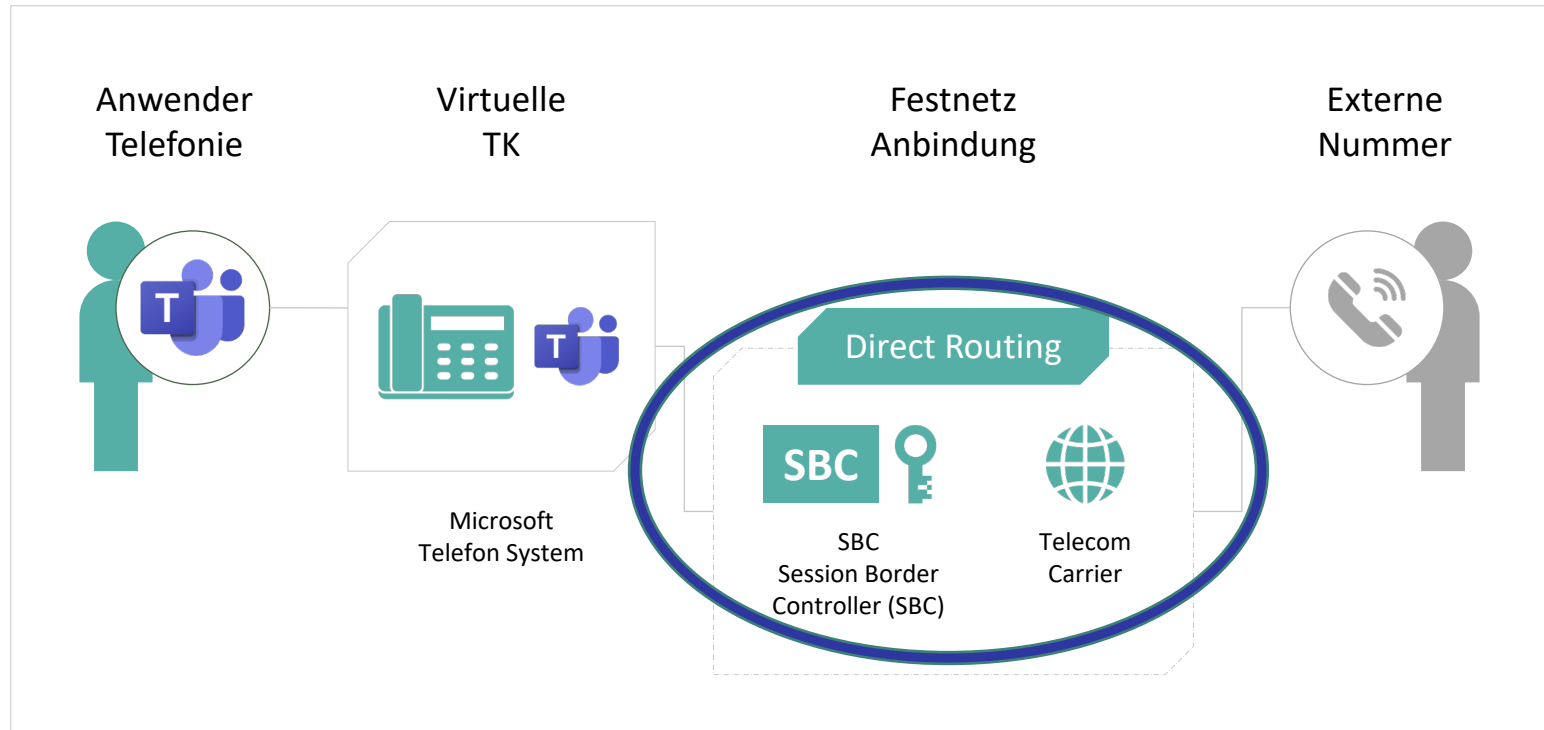 Anwender
Telefonie
Virtuelle
TK
Festnetz
Anbindung
Externe
Nummer
T
T
Direct Routing
SBC
Microsoft
Telefon System
SBC
Session Border
Controller (SBC)
Telecom
Carrier